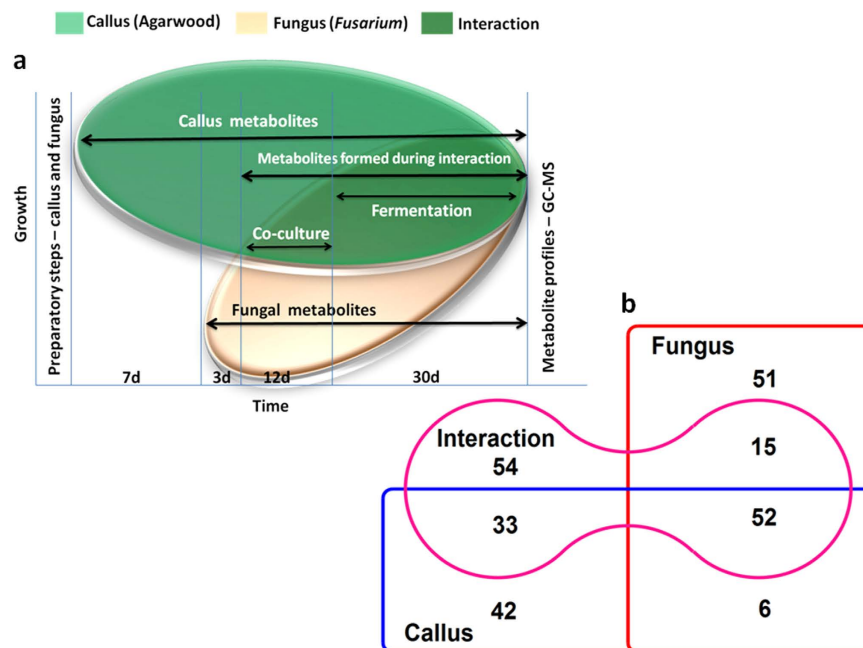 Callus (Agarwood) Fungus (Fusarium) Interaction
a
Growth
Preparatory steps – callus and fungus
Callus metabolites
Metabolites formed during interaction
Fermentation
Co-culture
Fungal metabolites
Metabolite profiles – GC-MS
7d 3d 12d 30d
Time
b
Fungus
51
Interaction
54
15
33
52
42
6
Callus